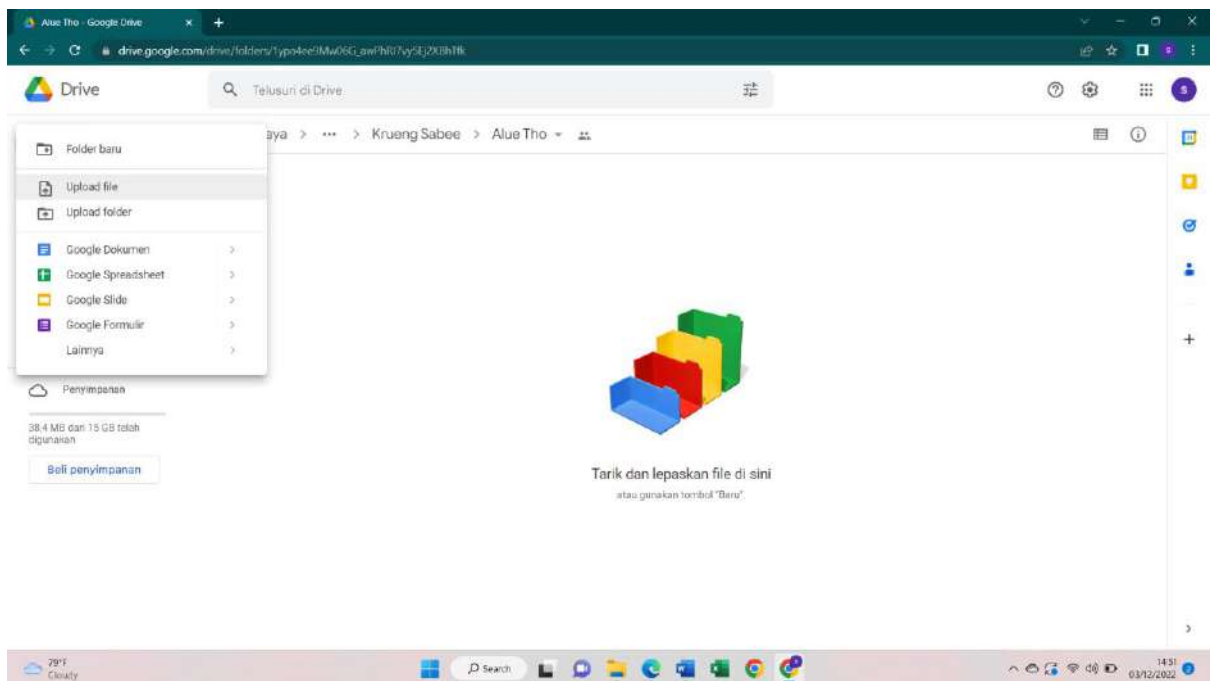 Alue Tho - Google Drive
drive.google.com/drive/folders/
Drive
Telusuri di Drive
S
aya > ... > Krueng Sabee > Alue Tho
Folder baru
Upload file
Upload folder
Google Dokumen
Google Spreadsheet
Google Slide
Google Formulir
Lainnya
Penyimpanan
38.4 MB dari 15 GB telah
digunakan
Beli penyimpanan
Tarik dan lepaskan file di sini
atau gunakan tombol "Baru".
79°F
Cloudy
Search
14:51
03/12/2022